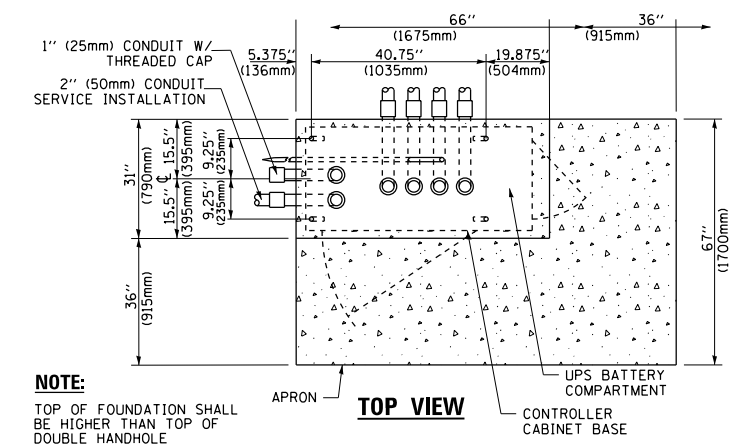 66''
(1675mm)
36''
(915mm)
1'' (25mm) CONDUIT W/
THREADED CAP
5.375''
(136mm)
40.75''
(1035mm)
19.875''
(504mm)
2'' (50mm) CONDUIT
SERVICE INSTALLATION
31''
(790mm)
℄
15.5''
(395mm)
15.5''
(395mm)
9.25''
(235mm)
9.25''
(235mm)
67''
(1700mm)
36''
(915mm)
NOTE:
TOP OF FOUNDATION SHALL
BE HIGHER THAN TOP OF
DOUBLE HANDHOLE
APRON
TOP VIEW
UPS BATTERY
COMPARTMENT
CONTROLLER
CABINET BASE